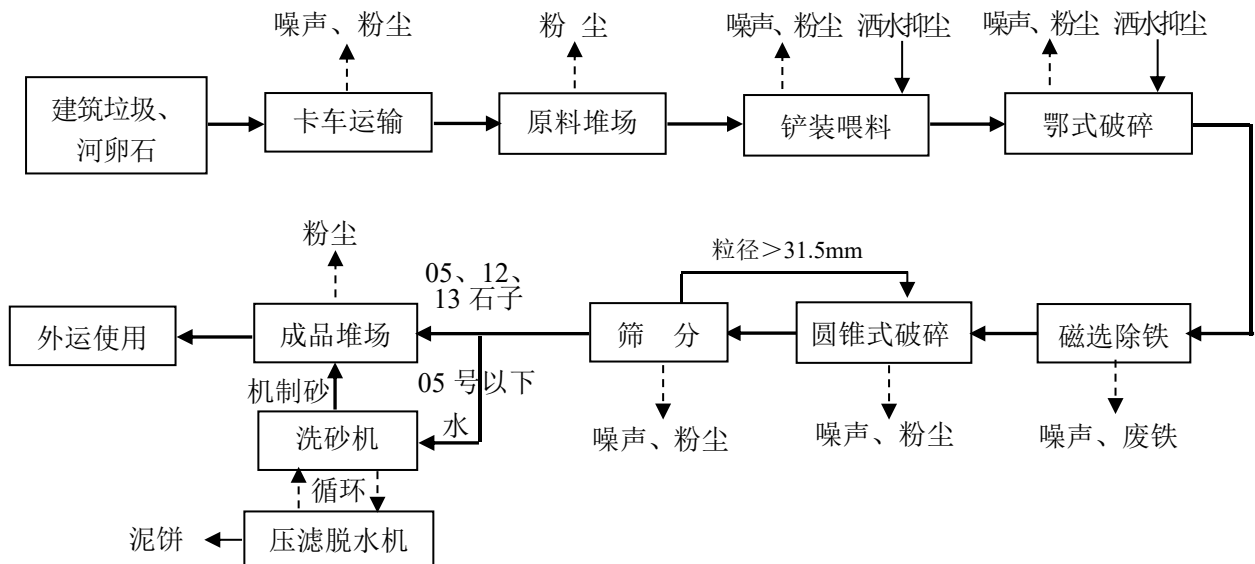 噪声、粉尘
粉 尘
噪声、粉尘 洒水抑尘
噪声、粉尘 洒水抑尘
建筑垃圾、
河卵石
卡车运输
原料堆场
铲装喂料
鄂式破碎
粉尘
05、12、
13 石子
粒径＞31.5mm
外运使用
成品堆场
筛 分
圆锥式破碎
磁选除铁
机制砂
05 号以下
水
洗砂机
噪声、粉尘
噪声、粉尘
噪声、废铁
循环
泥饼
压滤脱水机